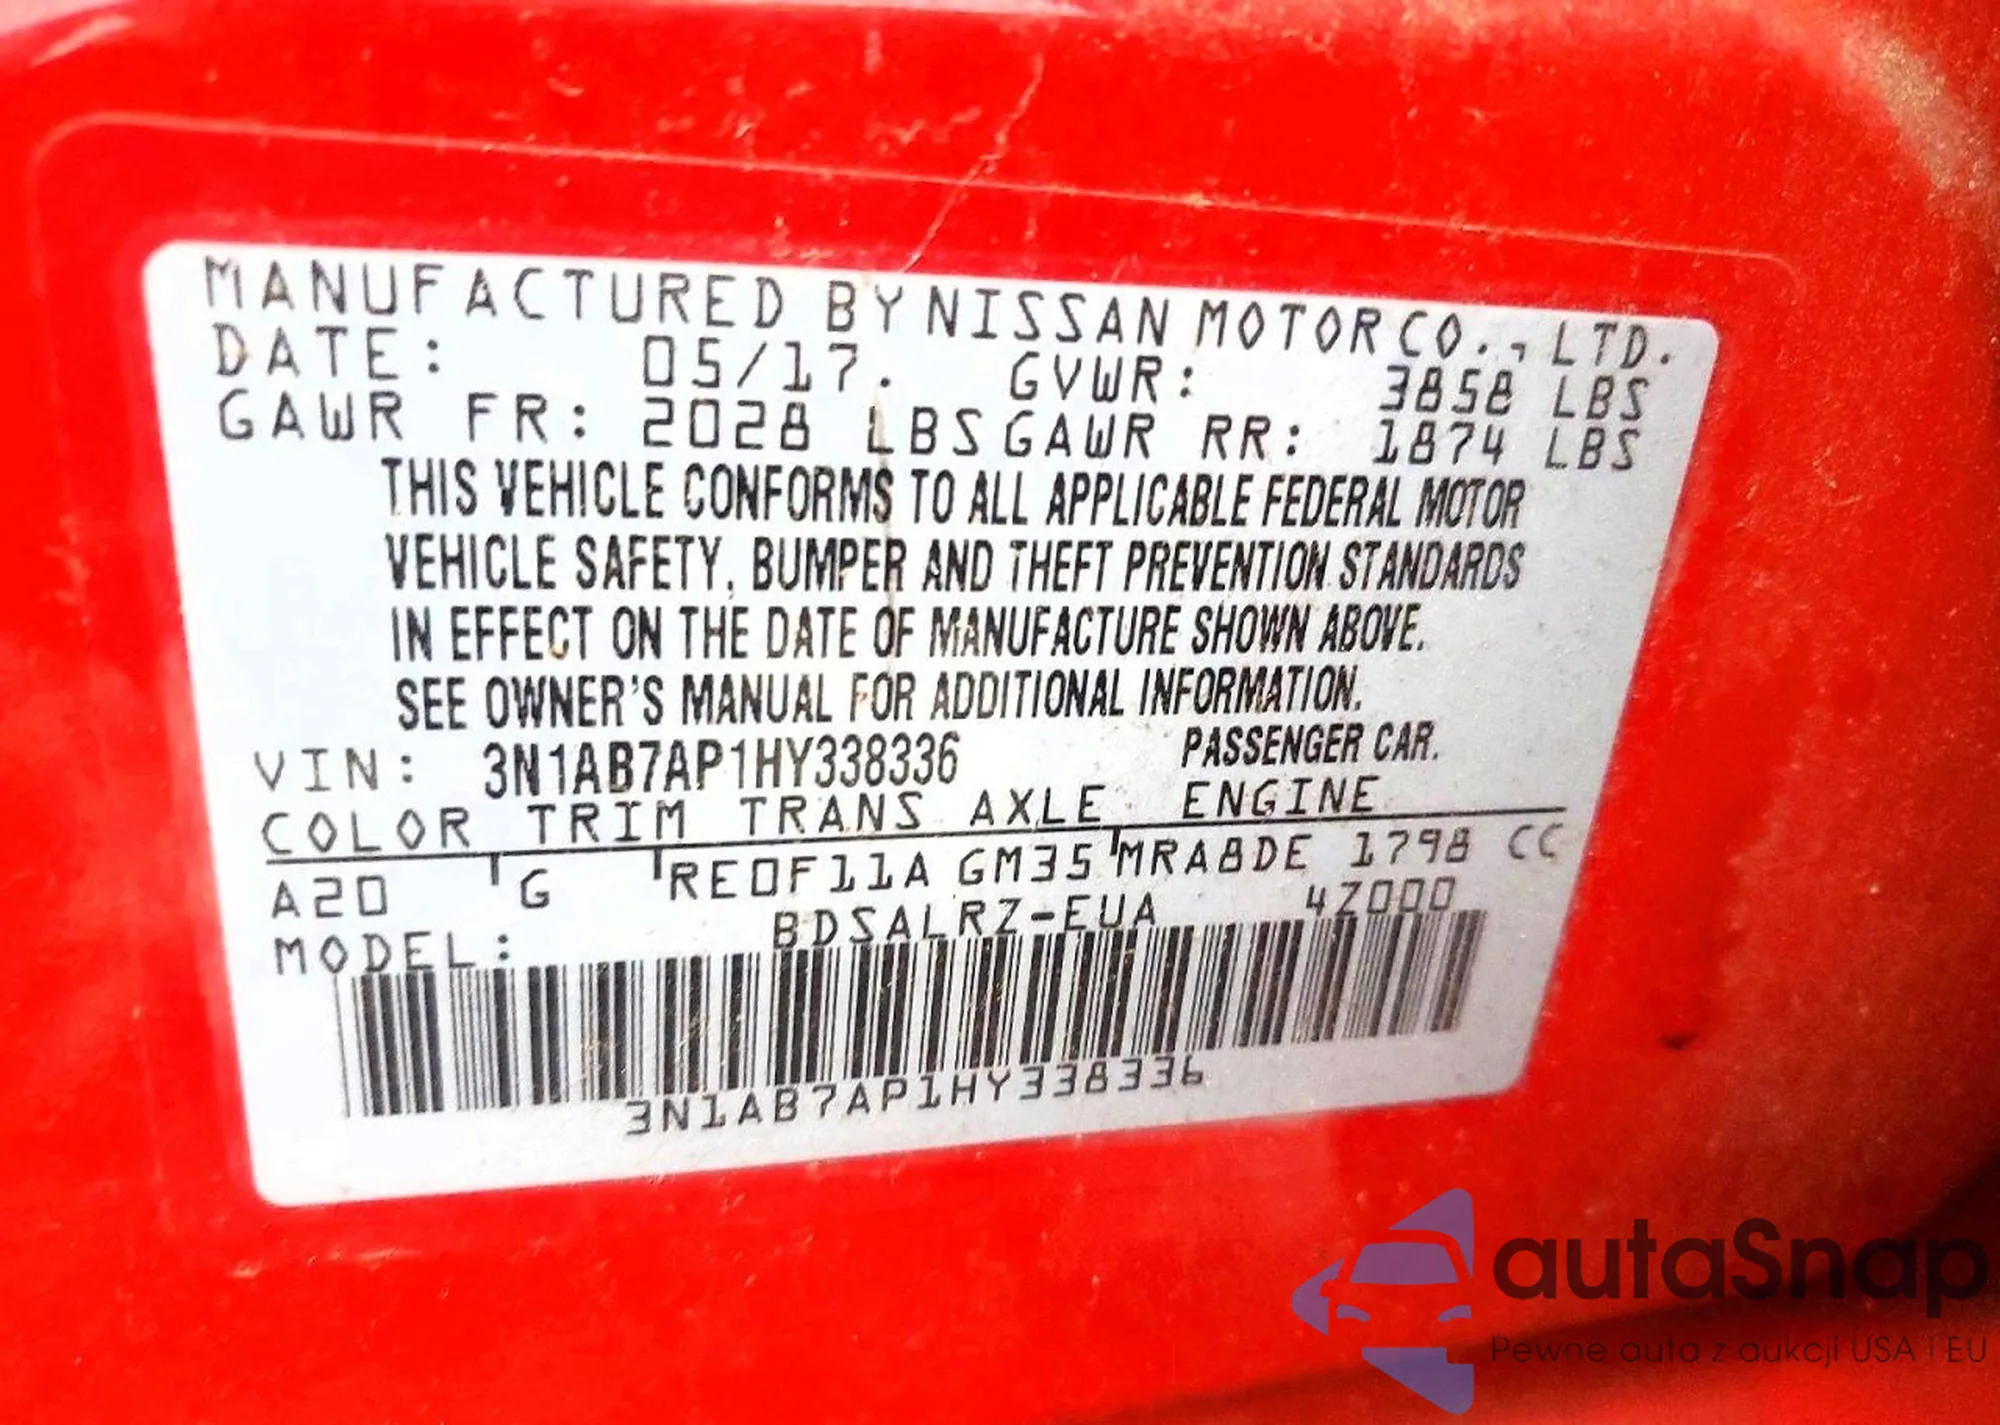 MANUFACTURED BY NISSAN MOTOR CO., LTD.
DATE: 05/17. GVWR: 3858 LBS
GAWR FR: 2028 LBS GAWR RR: 1874 LBS
THIS VEHICLE CONFORMS TO ALL APPLICABLE FEDERAL MOTOR
VEHICLE SAFETY, BUMPER AND THEFT PREVENTION STANDARDS
IN EFFECT ON THE DATE OF MANUFACTURE SHOWN ABOVE.
SEE OWNER'S MANUAL FOR ADDITIONAL INFORMATION.
VIN: 3N1AB7AP1HY338336 PASSENGER CAR.
COLOR TRIM TRANS AXLE ENGINE
A20 G RE0F11A GM35 MRA8DE 1798 CC
MODEL: BDSALRZ-EUA 4Z000
3N1AB7AP1HY338336
autaSnap
Pewne auta z aukcji USA i EU